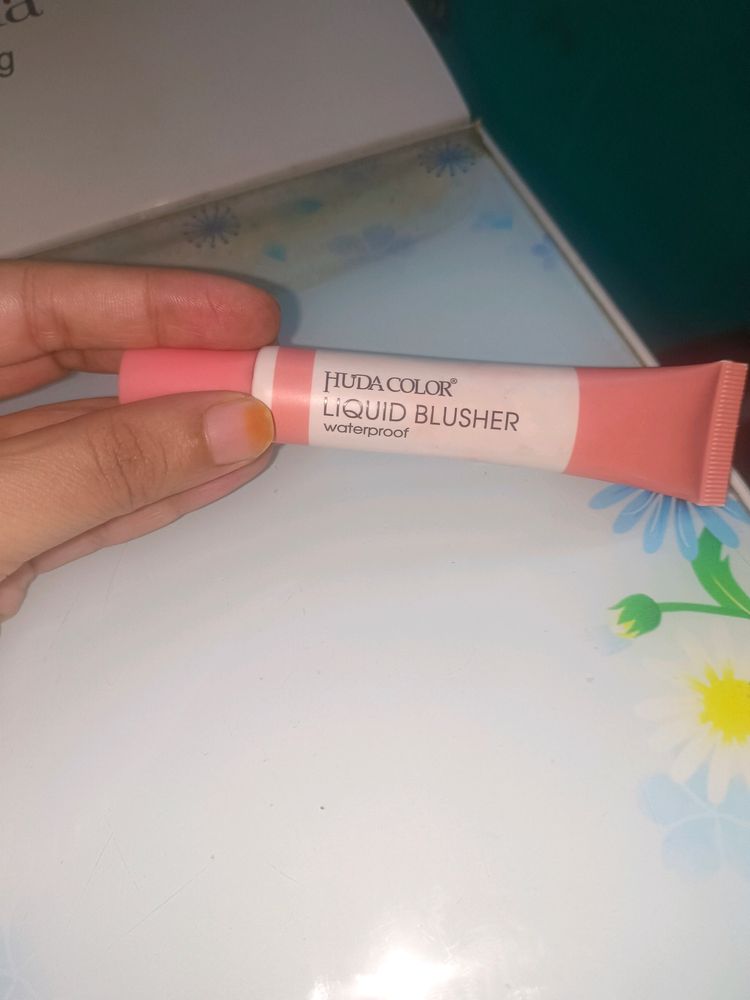 g
HUDA COLOR®
LIQUID BLUSHER
waterproof